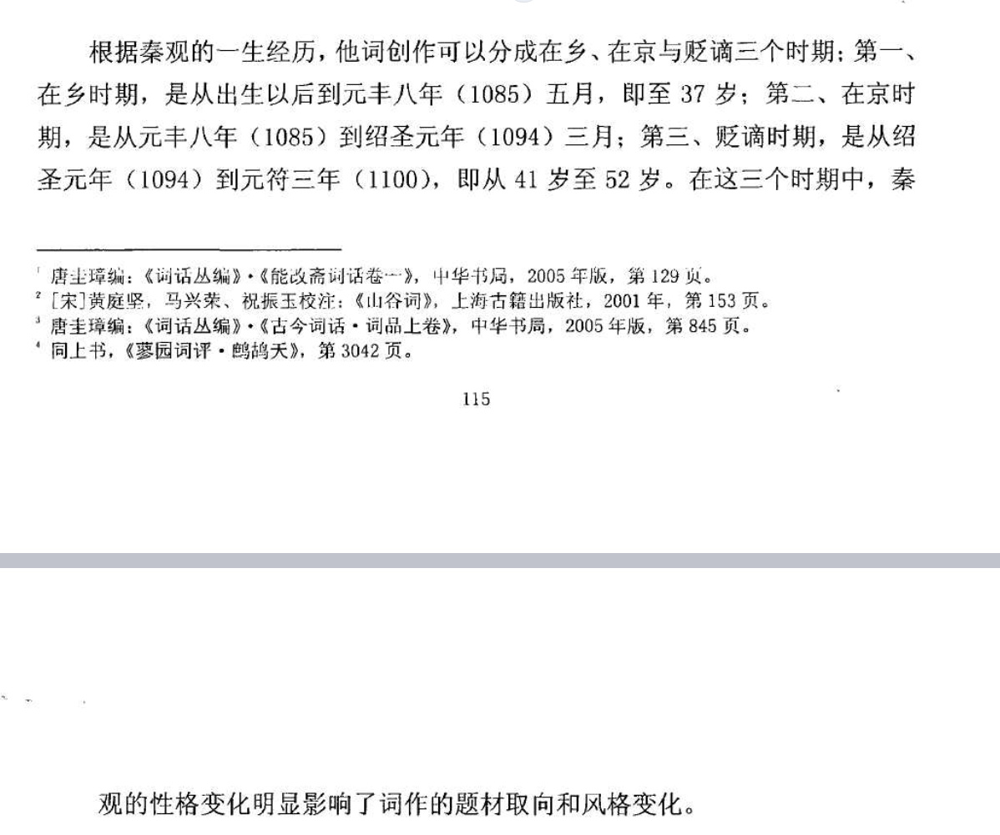 根据秦观的一生经历，他词创作可以分成在乡、在京与贬谪三个时期：第一、
在乡时期，是从出生以后到元丰八年（1085）五月，即至 37 岁；第二、在京时
期，是从元丰八年（1085）到绍圣元年（1094）三月；第三、贬谪时期，是从绍
圣元年（1094）到元符三年（1100），即从 41 岁至 52 岁。在这三个时期中，秦
1 唐圭璋编：《词话丛编》·《能改斋词话卷一》，中华书局，2005 年版，第 129 页。
2 [宋]黄庭坚，马兴荣、祝振玉校注：《山谷词》，上海古籍出版社，2001 年，第 153 页。
3 唐圭璋编：《词话丛编》·《古今词话·词品上卷》，中华书局，2005 年版，第 845 页。
4 同上书，《蓼园词评·鹧鸪天》，第 3042 页。
115
观的性格变化明显影响了词作的题材取向和风格变化。